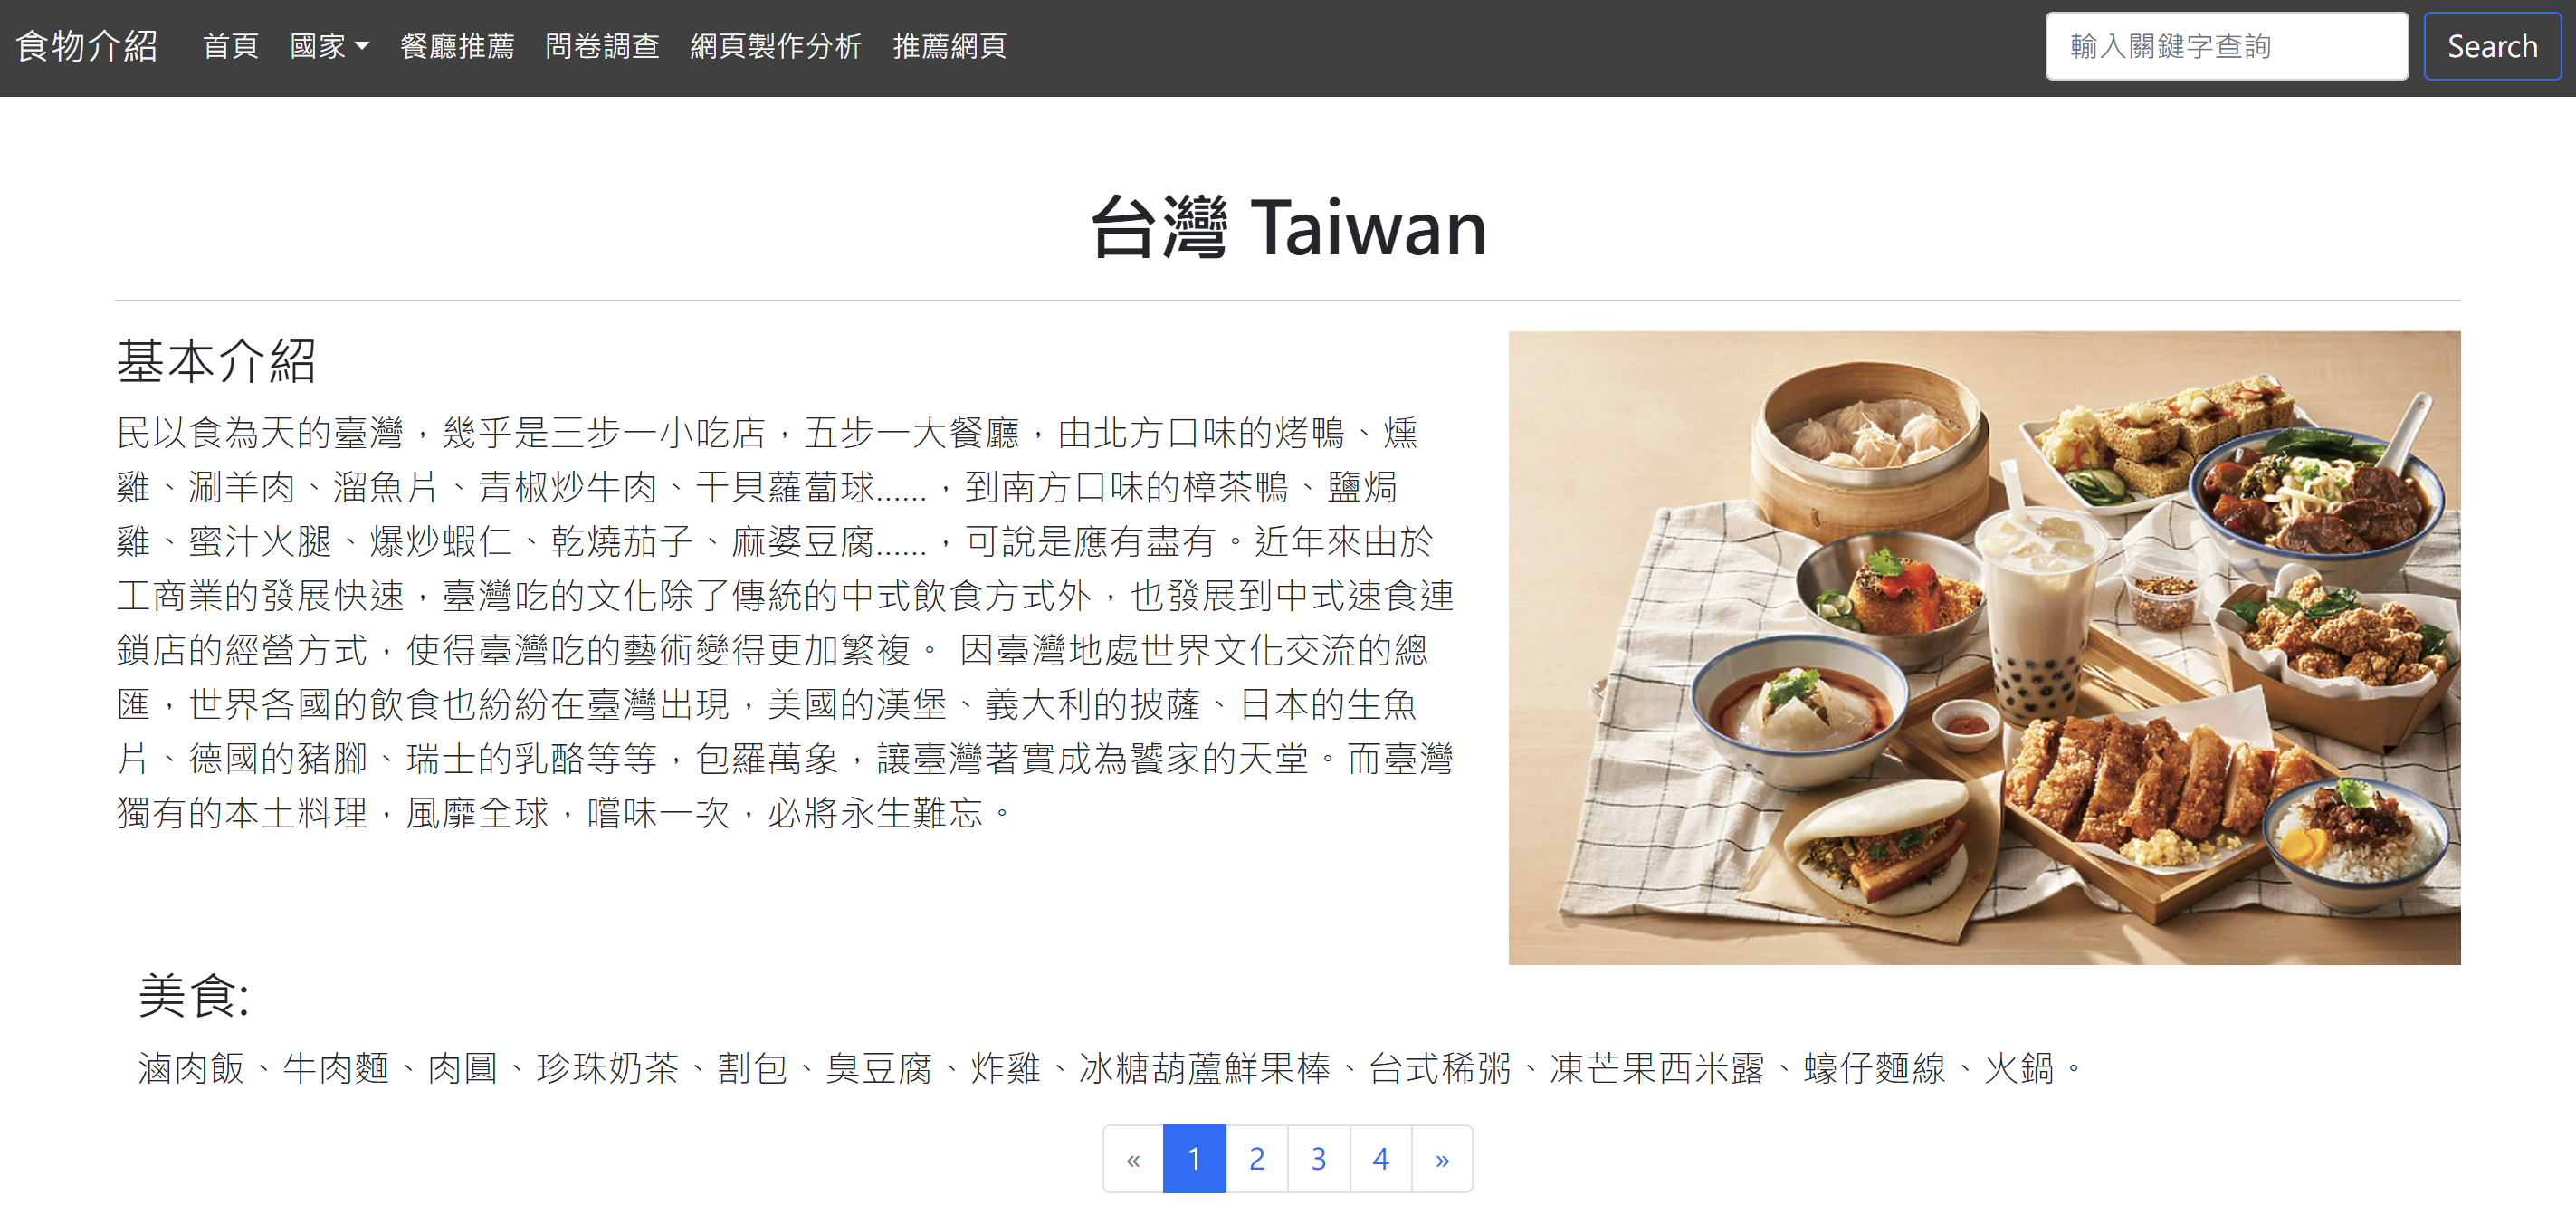 食物介紹 首頁 國家 餐廳推薦 問卷調查 網頁製作分析 推薦網頁 輸入關鍵字查詢 Search
台灣 Taiwan
基本介紹
民以食為天的臺灣，幾乎是三步一小吃店，五步一大餐廳，由北方口味的烤鴨、燻
雞、涮羊肉、溜魚片、青椒炒牛肉、干貝蘿蔔球......，到南方口味的樟茶鴨、鹽焗
雞、蜜汁火腿、爆炒蝦仁、乾燒茄子、麻婆豆腐......，可說是應有盡有。近年來由於
工商業的發展快速，臺灣吃的文化除了傳統的中式飲食方式外，也發展到中式速食連
鎖店的經營方式，使得臺灣吃的藝術變得更加繁複。 因臺灣地處世界文化交流的總
匯，世界各國的飲食也紛紛在臺灣出現，美國的漢堡、義大利的披薩、日本的生魚
片、德國的豬腳、瑞士的乳酪等等，包羅萬象，讓臺灣著實成為饕家的天堂。而臺灣
獨有的本土料理，風靡全球，嚐味一次，必將永生難忘。
美食:
滷肉飯、牛肉麵、肉圓、珍珠奶茶、割包、臭豆腐、炸雞、冰糖葫蘆鮮果棒、台式稀粥、凍芒果西米露、蠔仔麵線、火鍋。
« 1 2 3 4 »